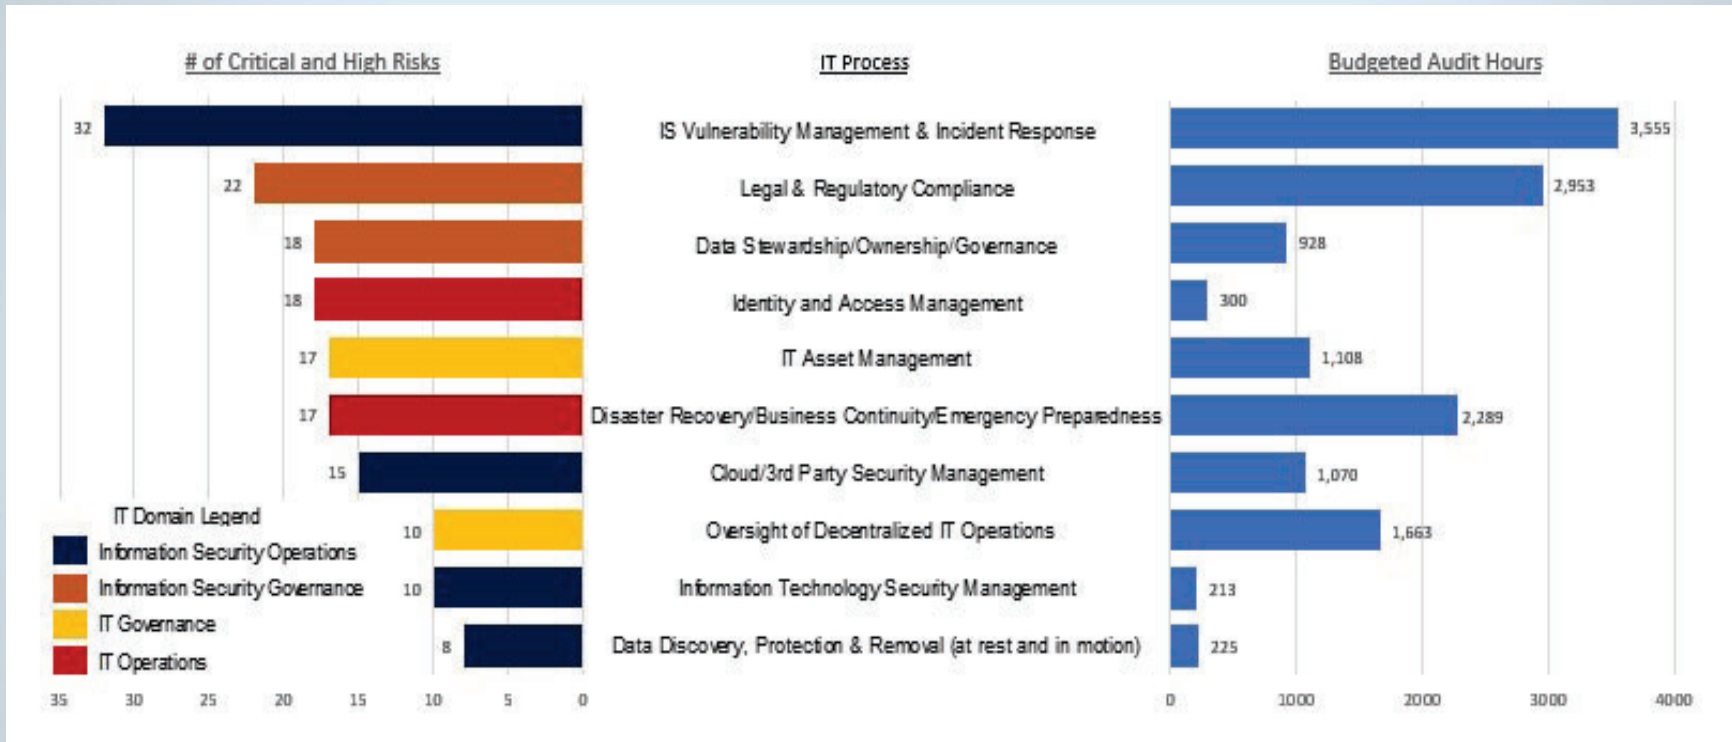 # of Critical and High Risks
IT Process
Budgeted Audit Hours
32 IS Vulnerability Management & Incident Response 3,555
22 Legal & Regulatory Compliance 2,953
18 Data Stewardship/Ownership/Governance 928
18 Identity and Access Management 300
17 IT Asset Management 1,108
17 Disaster Recovery/Business Continuity/Emergency Preparedness 2,289
15 Cloud/3rd Party Security Management 1,070
10 Oversight of Decentralized IT Operations 1,663
10 Information Technology Security Management 213
8 Data Discovery, Protection & Removal (at rest and in motion) 225
IT Domain Legend
Information Security Operations
Information Security Governance
IT Governance
IT Operations
35 30 25 20 15 10 5 0
0 1000 2000 3000 4000